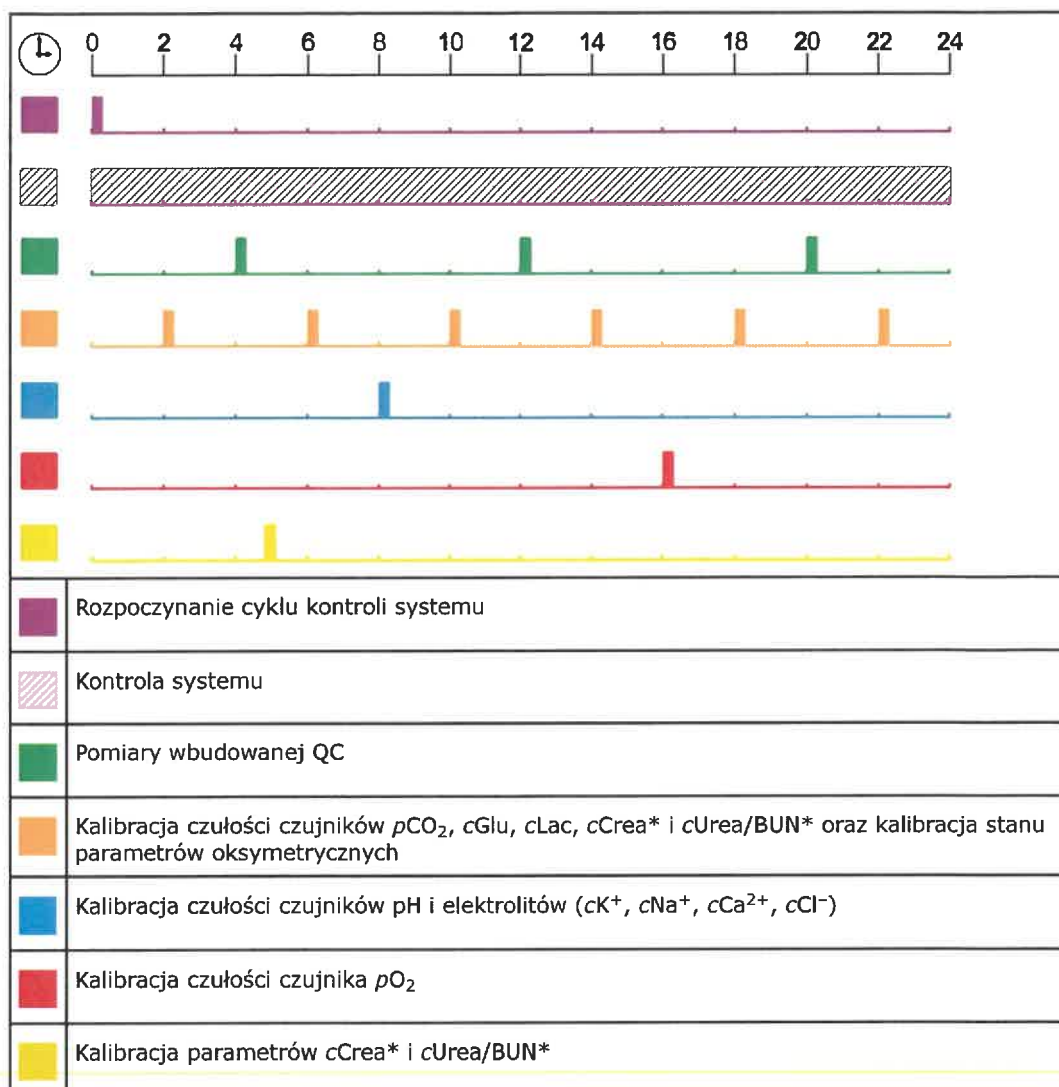 0 2 4 6 8 10 12 14 16 18 20 22 24
Rozpoczynanie cyklu kontroli systemu
Kontrola systemu
Pomiary wbudowanej QC
Kalibracja czułości czujników pCO₂, cGlu, cLac, cCrea* i cUrea/BUN* oraz kalibracja stanu
parametrów oksymetrycznych
Kalibracja czułości czujników pH i elektrolitów (cK⁺, cNa⁺, cCa²⁺, cCl⁻)
Kalibracja czułości czujnika pO₂
Kalibracja parametrów cCrea* i cUrea/BUN*